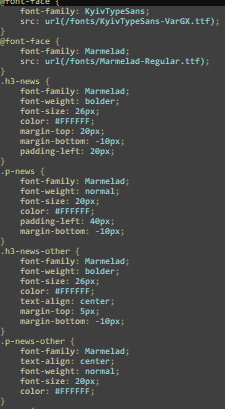 @font-face {
font-family: KyivTypeSans;
src: url(/fonts/KyivTypeSans-VarGX.ttf);
}
@font-face {
font-family: Marmelad;
src: url(/fonts/Marmelad-Regular.ttf);
}
.h3-news {
font-family: Marmelad;
font-weight: bolder;
font-size: 26px;
color: #FFFFFF;
margin-top: 20px;
margin-bottom: -10px;
padding-left: 20px;
}
.p-news {
font-family: Marmelad;
font-weight: normal;
font-size: 20px;
color: #FFFFFF;
padding-left: 40px;
margin-bottom: -10px;
}
.h3-news-other {
font-family: Marmelad;
font-weight: bolder;
font-size: 26px;
color: #FFFFFF;
text-align: center;
margin-top: 5px;
margin-bottom: -10px;
}
.p-news-other {
font-family: Marmelad;
text-align: center;
font-weight: normal;
font-size: 20px;
color: #FFFFFF;
}